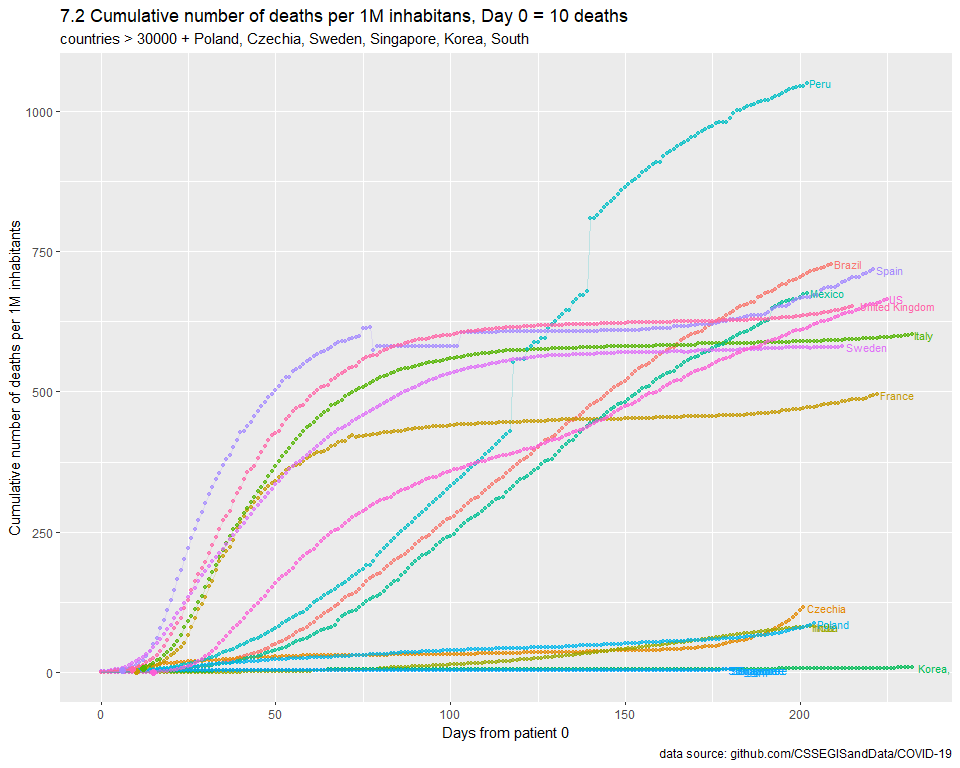 7.2 Cumulative number of deaths per 1M inhabitans, Day 0 = 10 deaths
countries > 30000 + Poland, Czechia, Sweden, Singapore, Korea, South
Cumulative number of deaths per 1M inhabitants
1000
750
500
250
0
Peru
Brazil
Spain
Mexico
US
United Kingdom
Italy
Sweden
France
Czechia
Poland
Korea,
0 50 100 150 200
Days from patient 0
data source: github.com/CSSEGISandData/COVID-19